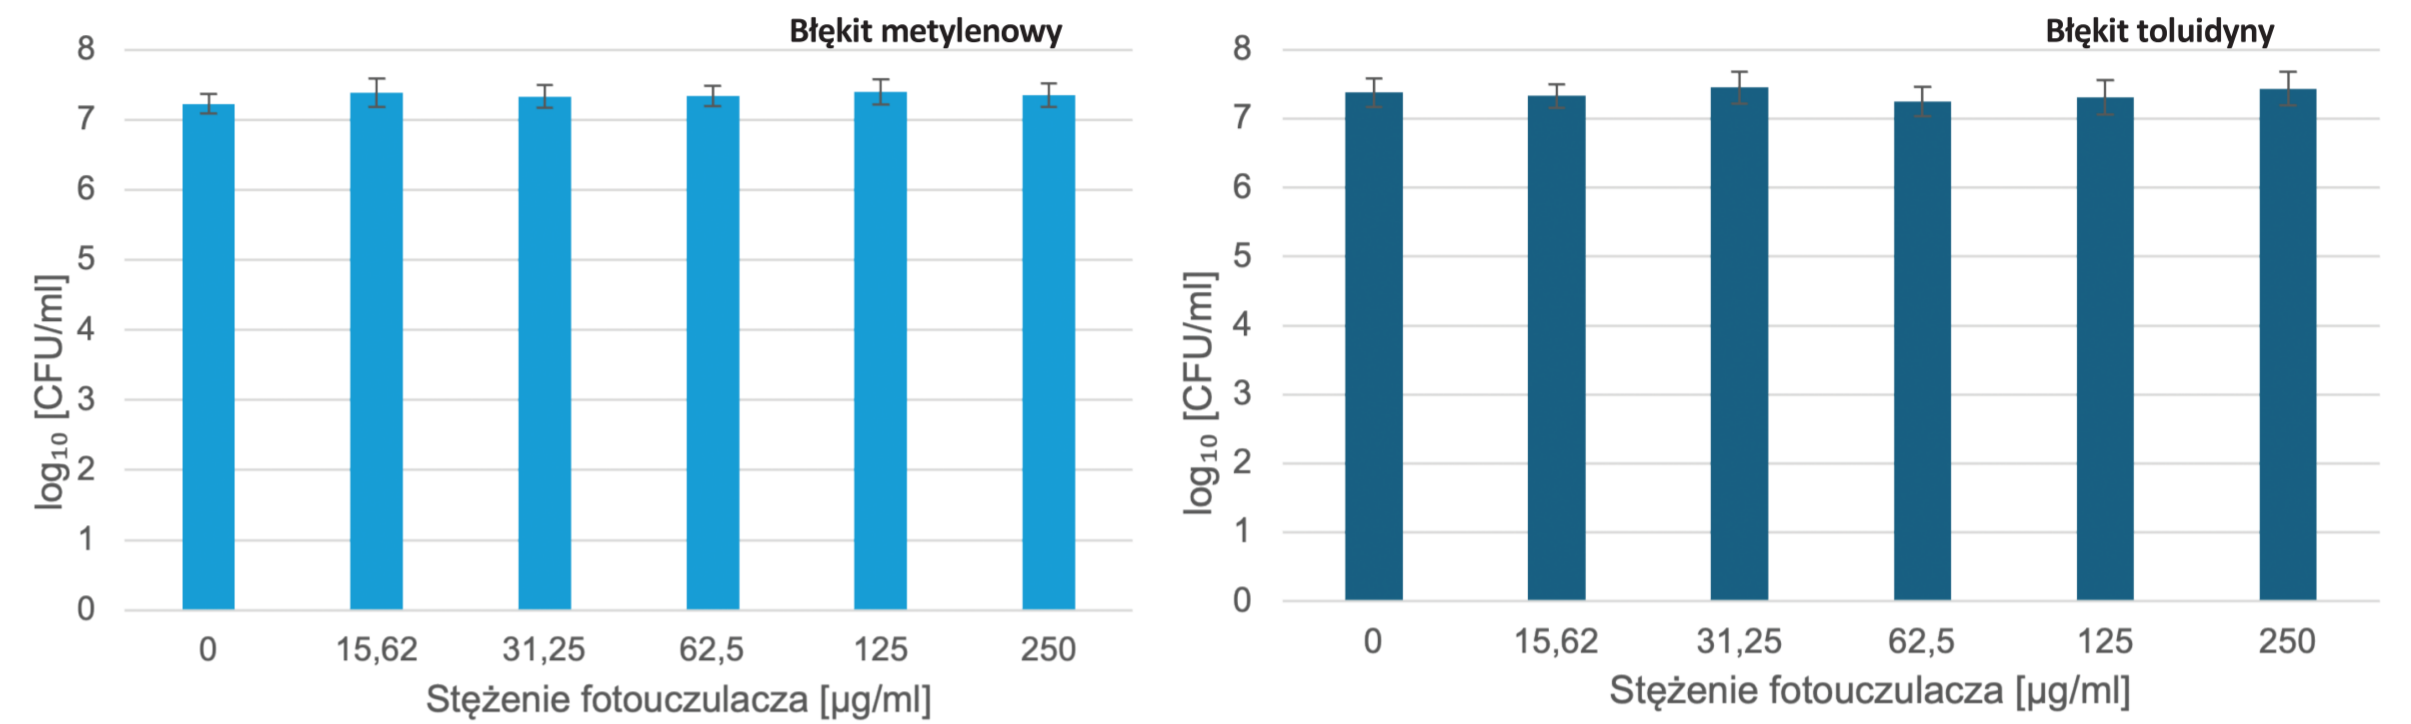 Błękit metylenowy
8
7
6
5
4
3
2
1
0
log₁₀ [CFU/ml]
0 15,62 31,25 62,5 125 250
Stężenie fotouczulacza [µg/ml]
Błękit toluidyny
8
7
6
5
4
3
2
1
0
log₁₀ [CFU/ml]
0 15,62 31,25 62,5 125 250
Stężenie fotouczulacza [µg/ml]